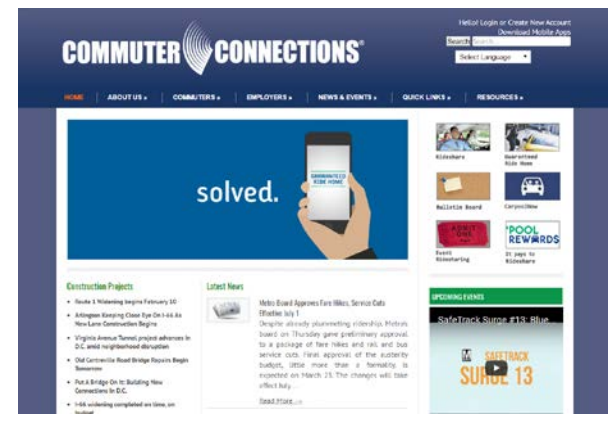 Hello! Login or Create New Account
Download Mobile Apps
Search Search
Select Language
COMMUTER CONNECTIONS®
HOME
ABOUT US »
COMMUTERS »
EMPLOYERS »
NEWS & EVENTS »
QUICK LINKS »
RESOURCES »
solved.
GUARANTEED
RIDE HOME
Rideshare
Guaranteed
Ride Home
Bulletin Board
CarpoolNow
ADMIT
ONE
Event
Ridesharing
'POOL
REWARDS
It pays to
Rideshare
Construction Projects
Route 1 Widening begins February 10
Arlington Keeping Close Eye On I-66 As
New Lane Construction Begins
Virginia Avenue Tunnel project advances in
D.C. amid neighborhood disruption
Old Centreville Road Bridge Repairs Begin
Tomorrow
Put A Bridge On It: Building New
Connections In D.C.
I-66 widening completed on time, on
budget
Latest News
Metro Board Approves Fare Hikes, Service Cuts
Effective July 1
Despite already plummeting ridership, Metro's
board on Thursday gave preliminary approval
to a package of fare hikes and rail and bus
service cuts. Final approval of the austerity
budget, little more than a formality, is
expected on March 23. The changes will take
effect July
Read More
UPCOMING EVENTS
SafeTrack Surge #13: Blue...
M SAFETRACK
SURGE 13